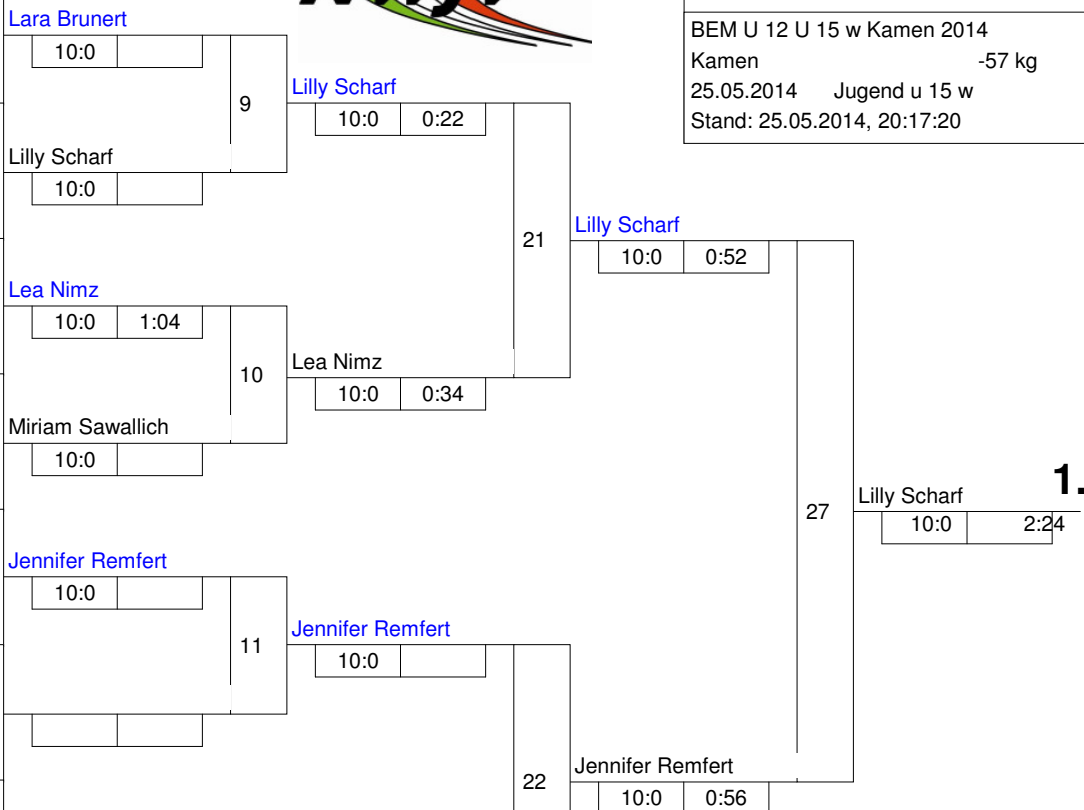 Lara Brunert
10:0
9
Lilly Scharf
10:0
Lilly Scharf
10:0 0:22
BEM U 12 U 15 w Kamen 2014
Kamen -57 kg
25.05.2014 Jugend u 15 w
Stand: 25.05.2014, 20:17:20
21
Lilly Scharf
10:0 0:52
Lea Nimz
10:0 1:04
10
Miriam Sawallich
10:0
Lea Nimz
10:0 0:34
27
Lilly Scharf 1.
10:0 2:24
Jennifer Remfert
10:0
11
Jennifer Remfert
10:0
22
Jennifer Remfert
10:0 0:56